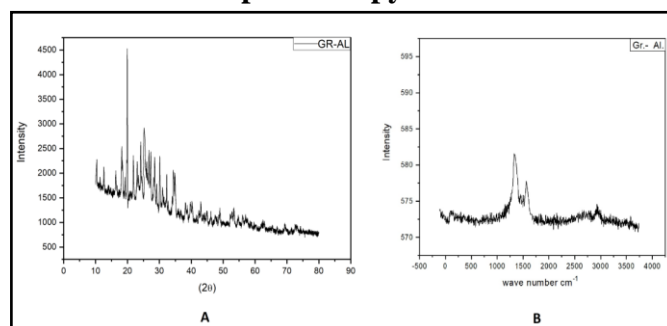 GR-AL
4500
4000
3500
3000
2500
2000
1500
1000
500
Intensity
0 10 20 30 40 50 60 70 80 90
(2θ)
A
Gr.- Al.
595
590
585
580
575
570
Intensity
-500 0 500 1000 1500 2000 2500 3000 3500 4000
wave number cm-1
B